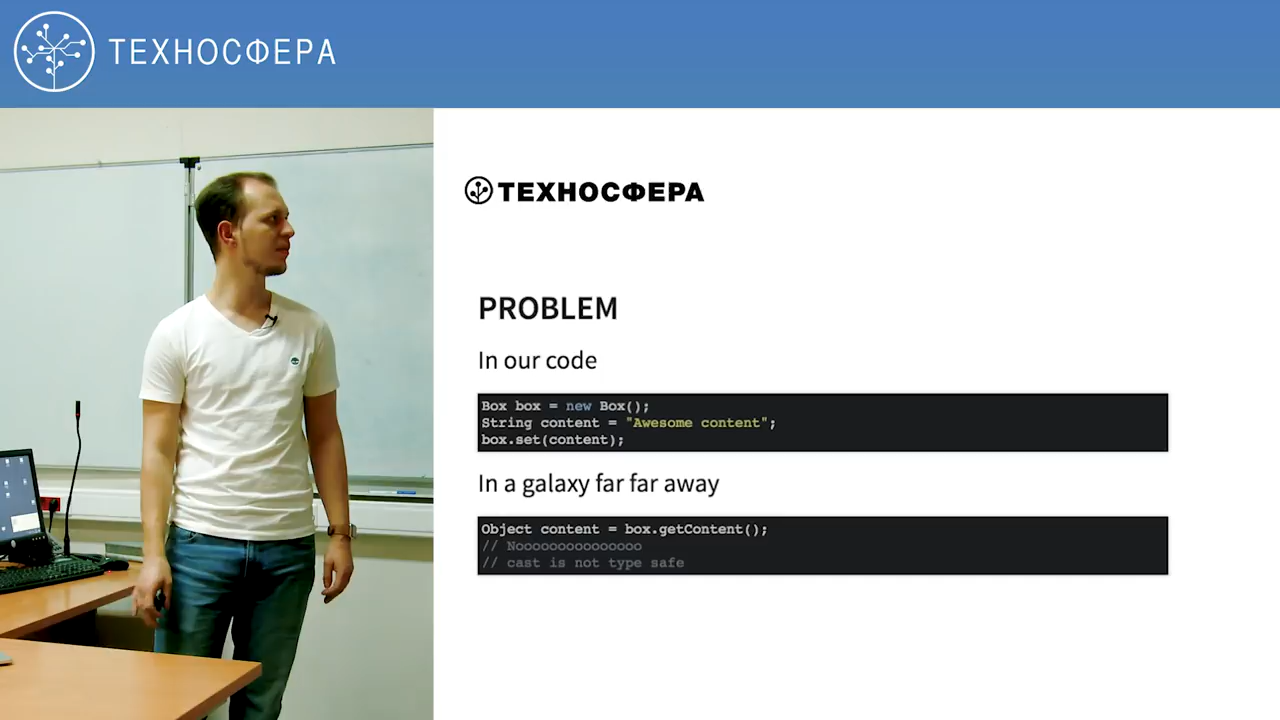 ТЕХНОСФЕРА
ТЕХНОСФЕРА
PROBLEM
In our code
Box box = new Box();
String content = "Awesome content";
box.set(content);
In a galaxy far far away
Object content = box.getContent();
// Nooooooooooooooo
// cast is not type safe